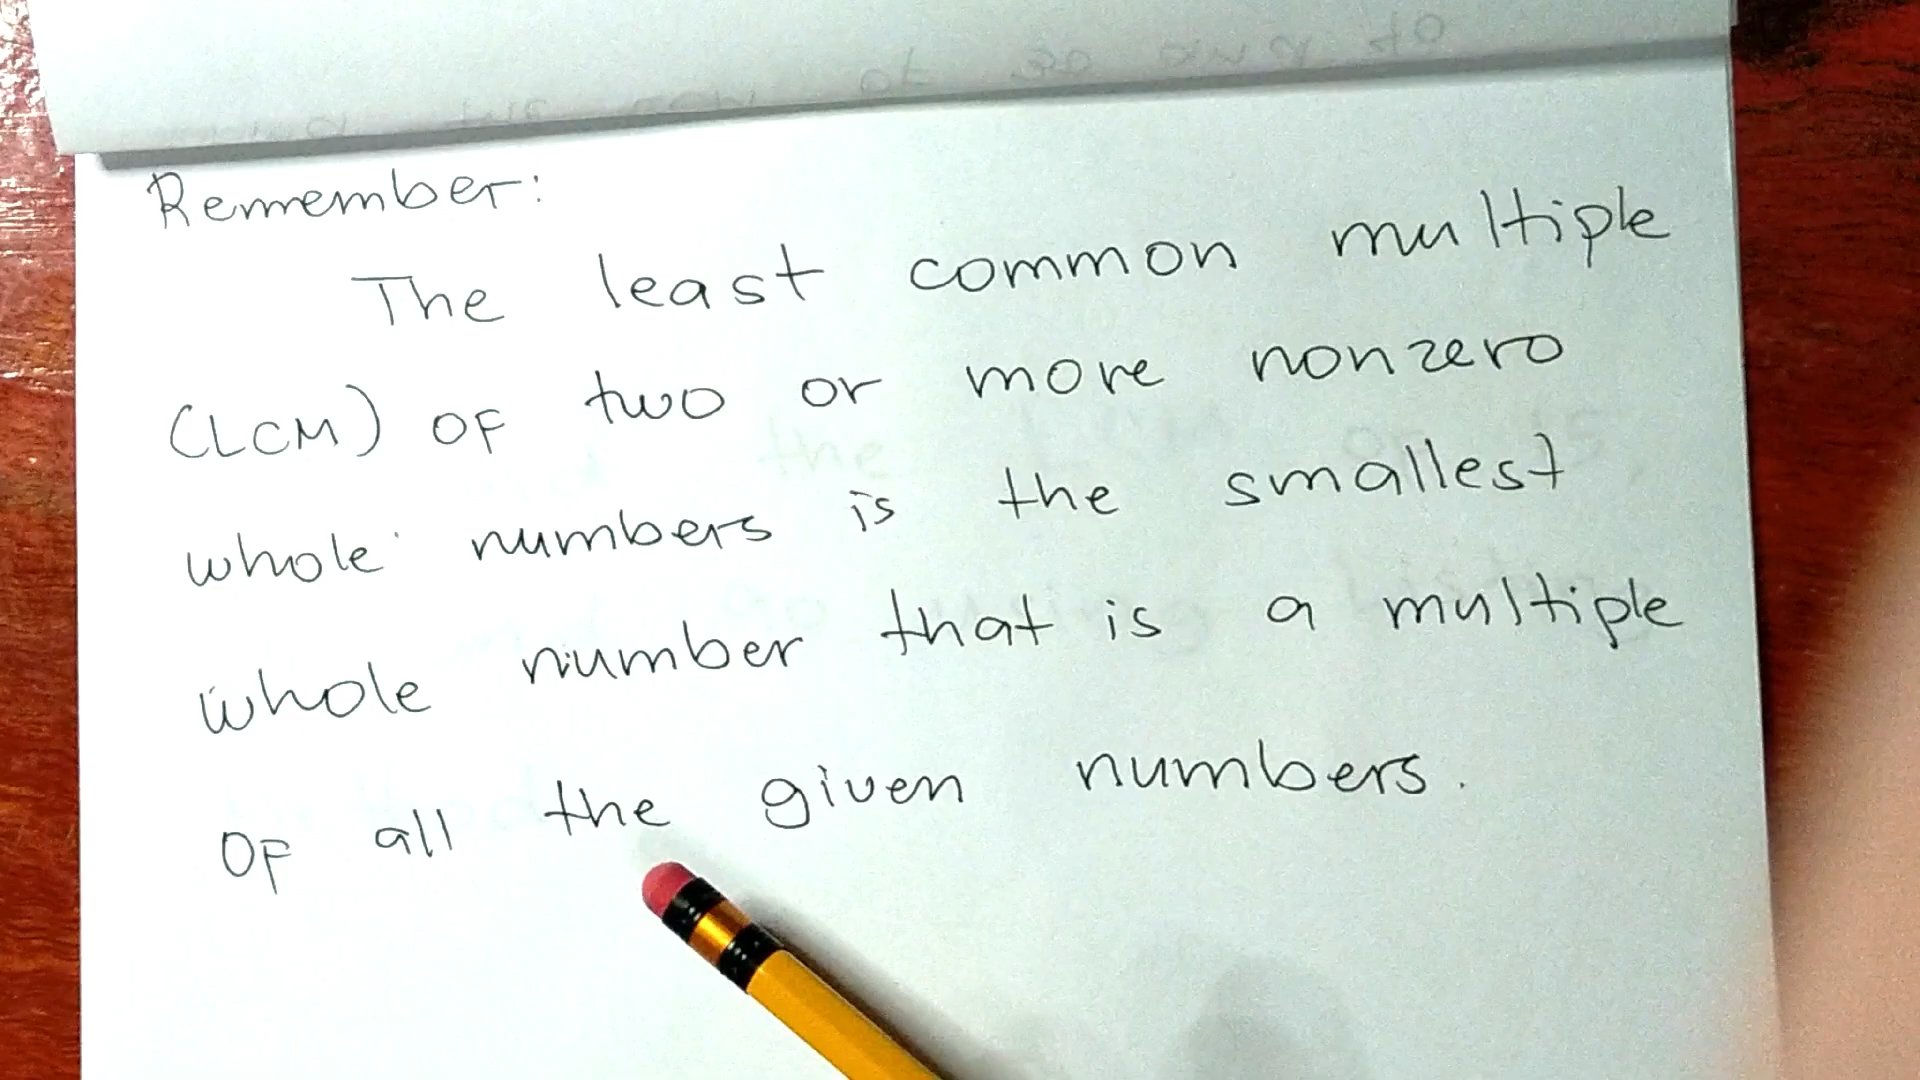 Remember:
The least common multiple
(LCM) of two or more nonzero
whole numbers is the smallest
whole number that is a multiple
of all the given numbers.